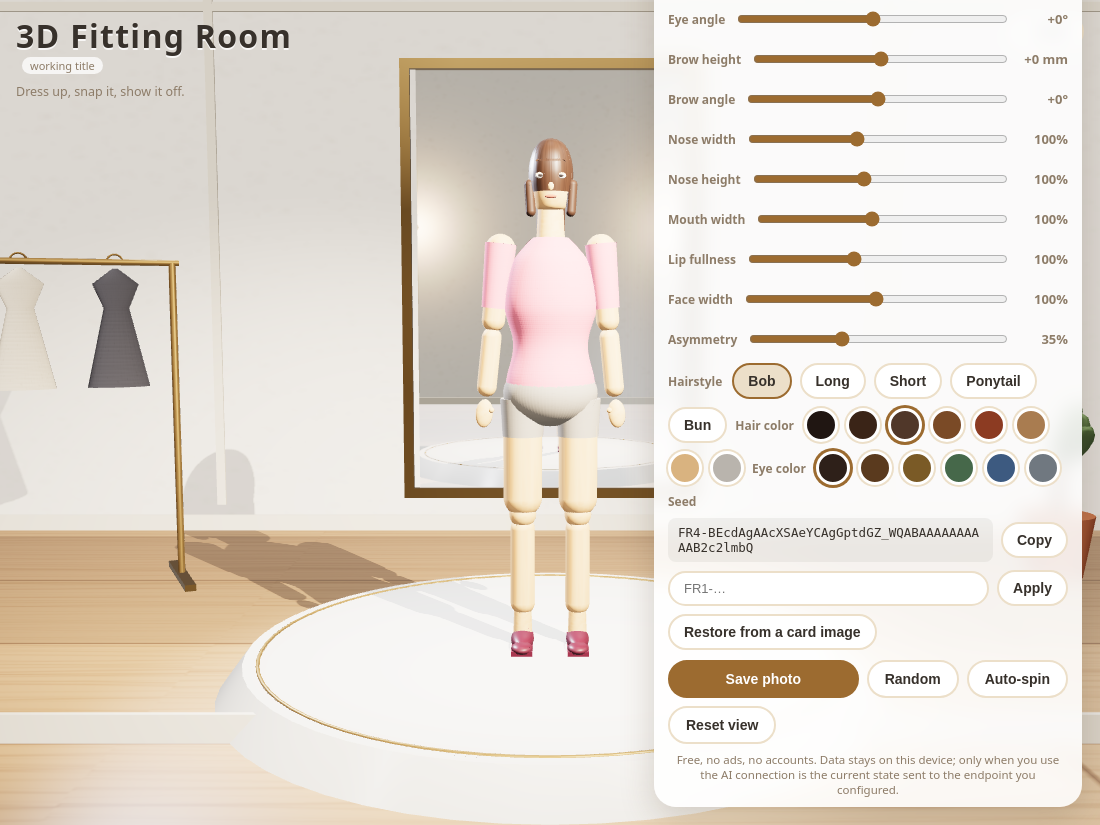 3D Fitting Room
working title
Dress up, snap it, show it off.
Eye angle +0°
Brow height +0 mm
Brow angle +0°
Nose width 100%
Nose height 100%
Mouth width 100%
Lip fullness 100%
Face width 100%
Asymmetry 35%
Hairstyle Bob Long Short Ponytail
Bun Hair color
Eye color
Seed
FR4-BEcdAgAAcXSAeYCAgGptdGZ_WQABAAAAAAAA
AAB2c2lmbQ
Copy
FR1-…
Apply
Restore from a card image
Save photo Random Auto-spin
Reset view
Free, no ads, no accounts. Data stays on this device; only when you use
the AI connection is the current state sent to the endpoint you
configured.